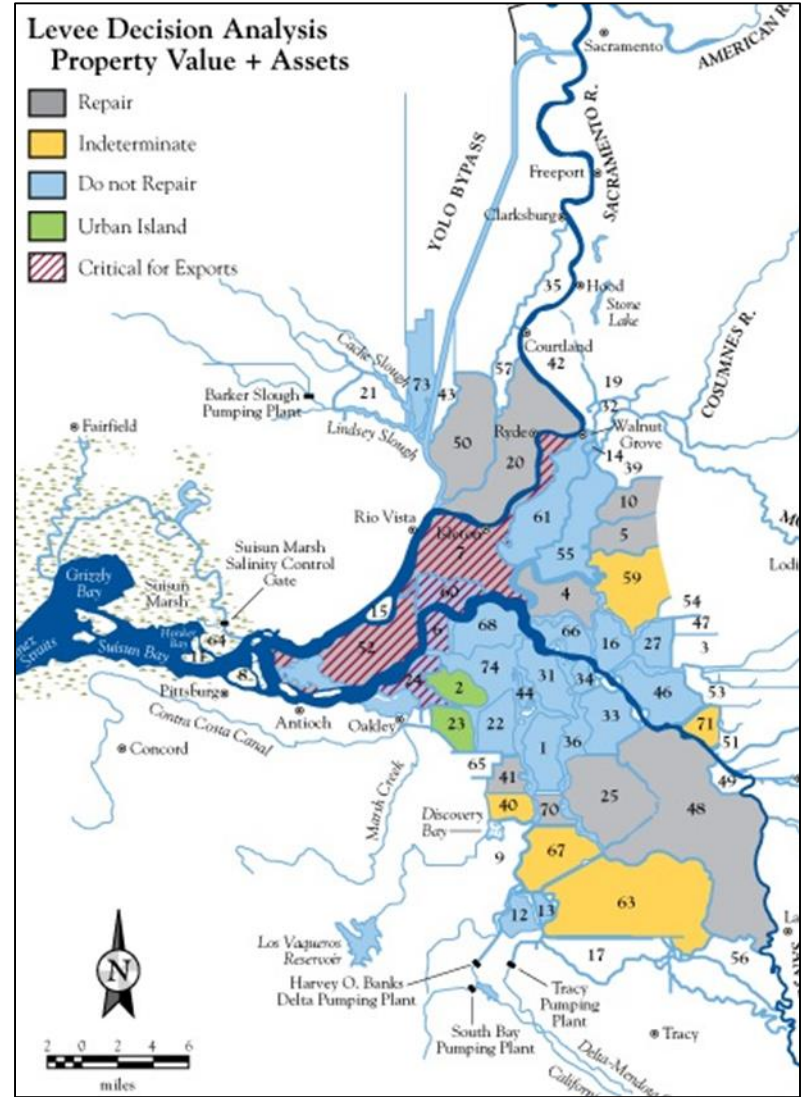 Levee Decision Analysis
Property Value + Assets
Repair
Indeterminate
Do not Repair
Urban Island
Critical for Exports
Sacramento
AMERICAN R.
YOLO BYPASS
SACRAMENTO R.
Freeport
Clarksburg
35
Hood
Stone
Lake
Courtland
42
57
COSUMNES R.
Cache Slough
73
43
21
19
32
Barker Slough
Pumping Plant
Lindsey Slough
Fairfield
50
Ryde
20
Walnut
Grove
14
39
10
5
Rio Vista
61
7
55
59
Suisun Marsh
Salinity Control
Gate
Grizzly
Bay
Suisun
Marsh
60
4
54
15
47
3
64
6
68
66
16
27
Suisun Bay
52
8
24
74
31
34
46
53
Pittsburg
2
44
Antioch
Oakley
23
22
33
71
51
Contra Costa Canal
Concord
1
36
65
41
49
Marsh Creek
40
70
25
48
Discovery
Bay
9
67
63
12
13
Los Vaqueros
Reservoir
17
56
Harvey O. Banks
Delta Pumping Plant
Tracy
Pumping
Plant
South Bay
Pumping Plant
Tracy
N
2 0 2 4 6
miles